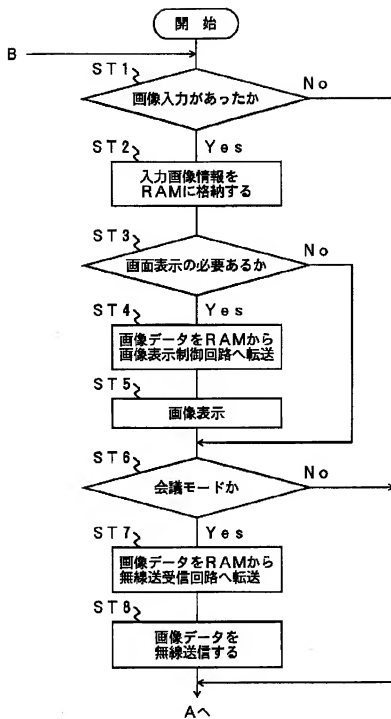 開 始
B
ST1
画像入力があったか
No
Yes
ST2
入力画像情報を
RAMに格納する
ST3
画面表示の必要あるか
No
Yes
ST4
画像データをRAMから
画像表示制御回路へ転送
ST5
画像表示
ST6
会議モードか
No
Yes
ST7
画像データをRAMから
無線送受信回路へ転送
ST8
画像データを
無線送信する
Aへ